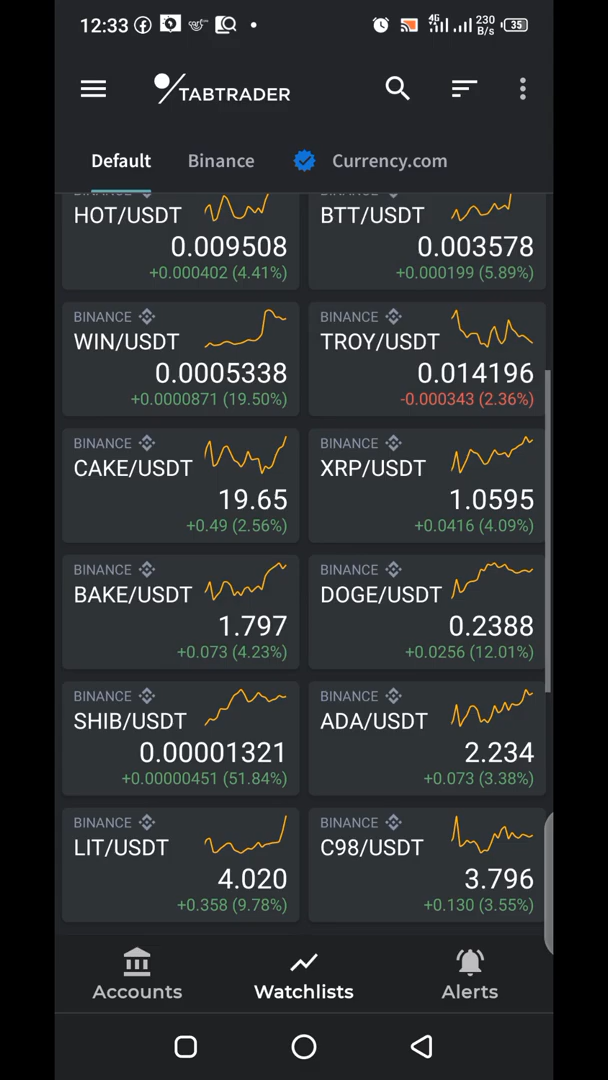 12:33
4G
230
B/s
35
TABTRADER
Default Binance Currency.com
HOT/USDT
0.009508
+0.000402 (4.41%)
BTT/USDT
0.003578
+0.000199 (5.89%)
BINANCE
WIN/USDT
0.0005338
+0.0000871 (19.50%)
BINANCE
TROY/USDT
0.014196
-0.000343 (2.36%)
BINANCE
CAKE/USDT
19.65
+0.49 (2.56%)
BINANCE
XRP/USDT
1.0595
+0.0416 (4.09%)
BINANCE
BAKE/USDT
1.797
+0.073 (4.23%)
BINANCE
DOGE/USDT
0.2388
+0.0256 (12.01%)
BINANCE
SHIB/USDT
0.00001321
+0.00000451 (51.84%)
BINANCE
ADA/USDT
2.234
+0.073 (3.38%)
BINANCE
LIT/USDT
4.020
+0.358 (9.78%)
BINANCE
C98/USDT
3.796
+0.130 (3.55%)
Accounts
Watchlists
Alerts